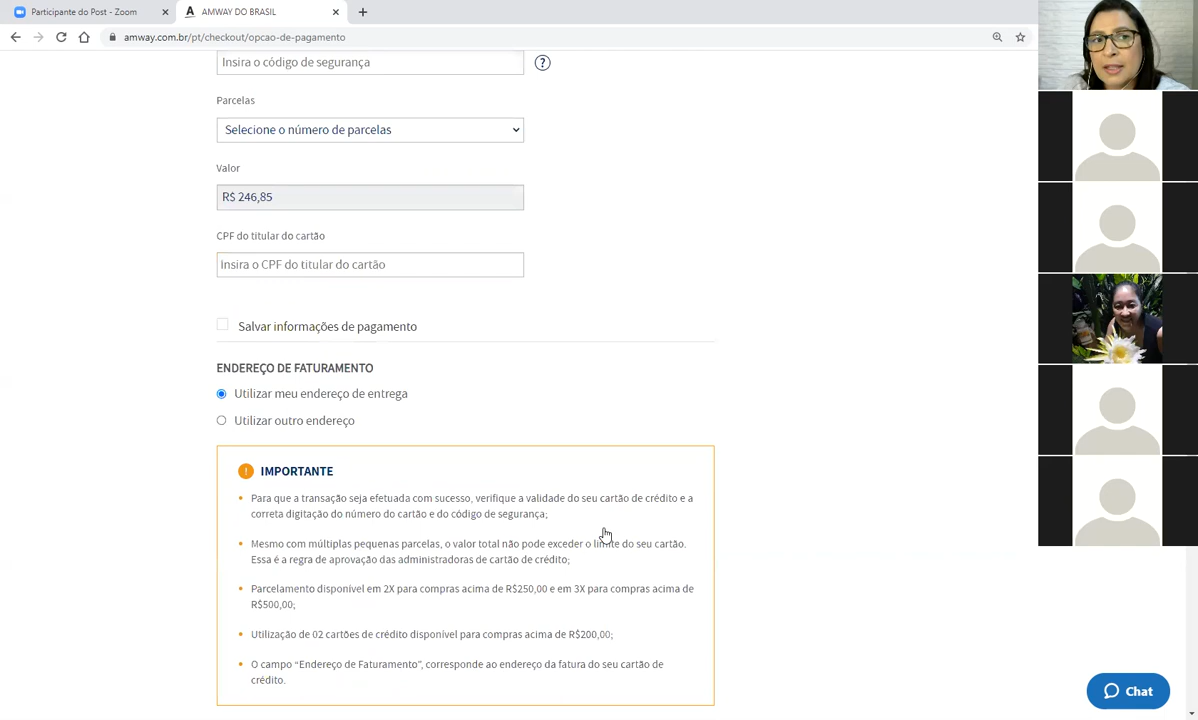 Participante do Post - Zoom
AMWAY DO BRASIL
amway.com.br/pt/checkout/opcao-de-pagamento
Insira o código de segurança
?
Parcelas
Selecione o número de parcelas
Valor
R$ 246,85
CPF do titular do cartão
Insira o CPF do titular do cartão
Salvar informações de pagamento
ENDEREÇO DE FATURAMENTO
Utilizar meu endereço de entrega
Utilizar outro endereço
! IMPORTANTE
• Para que a transação seja efetuada com sucesso, verifique a validade do seu cartão de crédito e a
correta digitação do número do cartão e do código de segurança;
• Mesmo com múltiplas pequenas parcelas, o valor total não pode exceder o limite do seu cartão.
Essa é a regra de aprovação das administradoras de cartão de crédito;
• Parcelamento disponível em 2X para compras acima de R$250,00 e em 3X para compras acima de
R$500,00;
• Utilização de 02 cartões de crédito disponível para compras acima de R$200,00;
• O campo “Endereço de Faturamento”, corresponde ao endereço da fatura do seu cartão de
crédito.
Chat